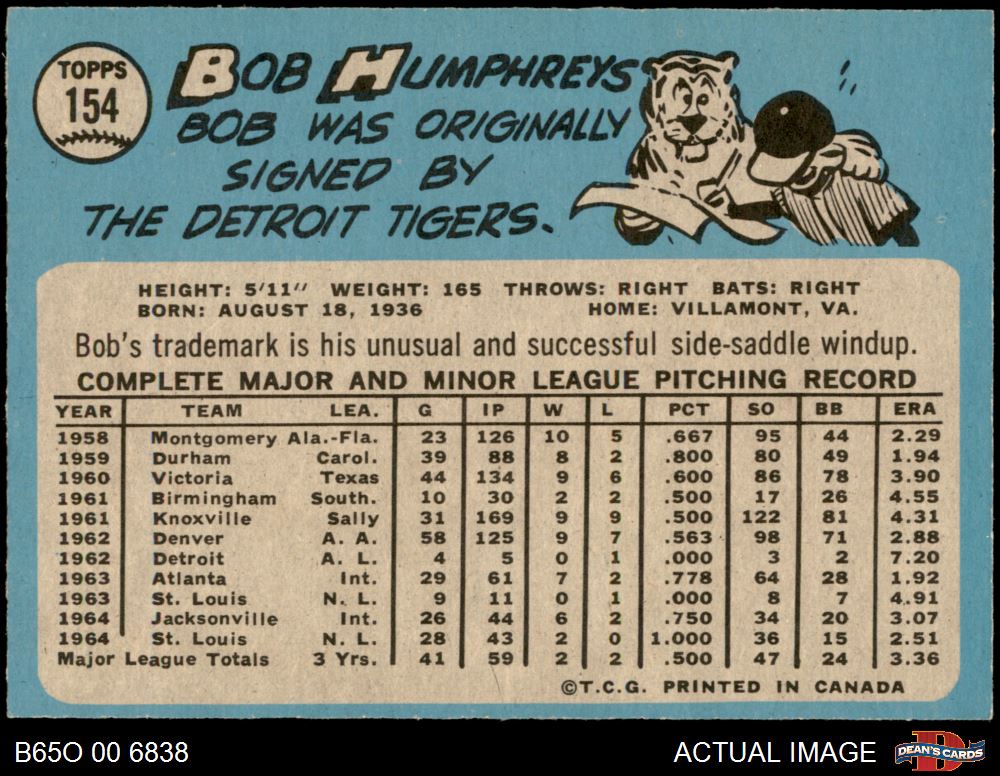 TOPPS
154
BOB HUMPHREYS
BOB WAS ORIGINALLY
SIGNED BY
THE DETROIT TIGERS.
HEIGHT: 5'11" WEIGHT: 165 THROWS: RIGHT BATS: RIGHT
BORN: AUGUST 18, 1936 HOME: VILLAMONT, VA.
Bob's trademark is his unusual and successful side-saddle windup.
COMPLETE MAJOR AND MINOR LEAGUE PITCHING RECORD
YEAR TEAM LEA. G IP W L PCT SO BB ERA
1958 Montgomery Ala.-Fla. 23 126 10 5 .667 95 44 2.29
1959 Durham Carol. 39 88 8 2 .800 80 49 1.94
1960 Victoria Texas 44 134 9 6 .600 86 78 3.90
1961 Birmingham South. 10 30 2 2 .500 17 26 4.55
1961 Knoxville Sally 31 169 9 9 .500 122 81 4.31
1962 Denver A. A. 58 125 9 7 .563 98 71 2.88
1962 Detroit A. L. 4 5 0 1 .000 3 2 7.20
1963 Atlanta Int. 29 61 7 2 .778 64 28 1.92
1963 St. Louis N. L. 9 11 0 1 .000 8 7 4.91
1964 Jacksonville Int. 26 44 6 2 .750 34 20 3.07
1964 St. Louis N. L. 28 43 2 0 1.000 36 15 2.51
Major League Totals 3 Yrs. 41 59 2 2 .500 47 24 3.36
©T.C.G. PRINTED IN CANADA
B65O 00 6838 ACTUAL IMAGE DEAN'S CARDS